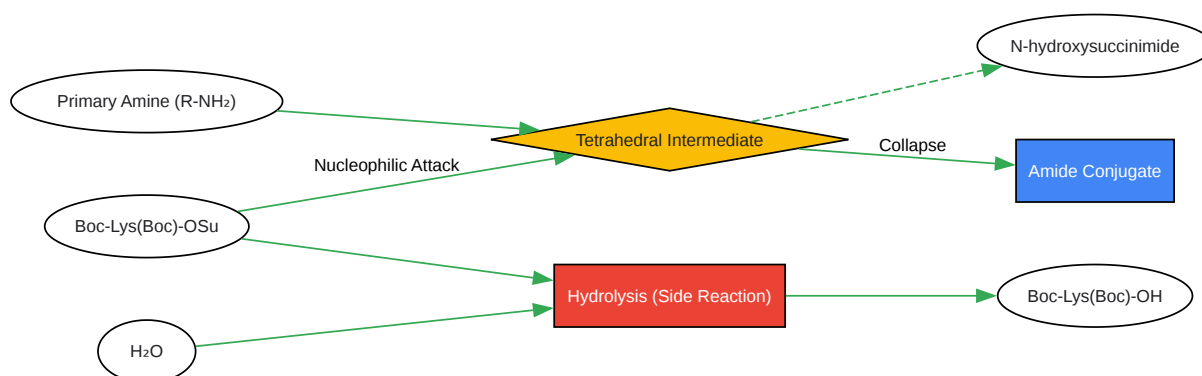 N-hydroxysuccinimide
Primary Amine (R-NH₂)
Tetrahedral Intermediate
Collapse
Nucleophilic Attack
Amide Conjugate
Boc-Lys(Boc)-OSu
Hydrolysis (Side Reaction)
Boc-Lys(Boc)-OH
H₂O